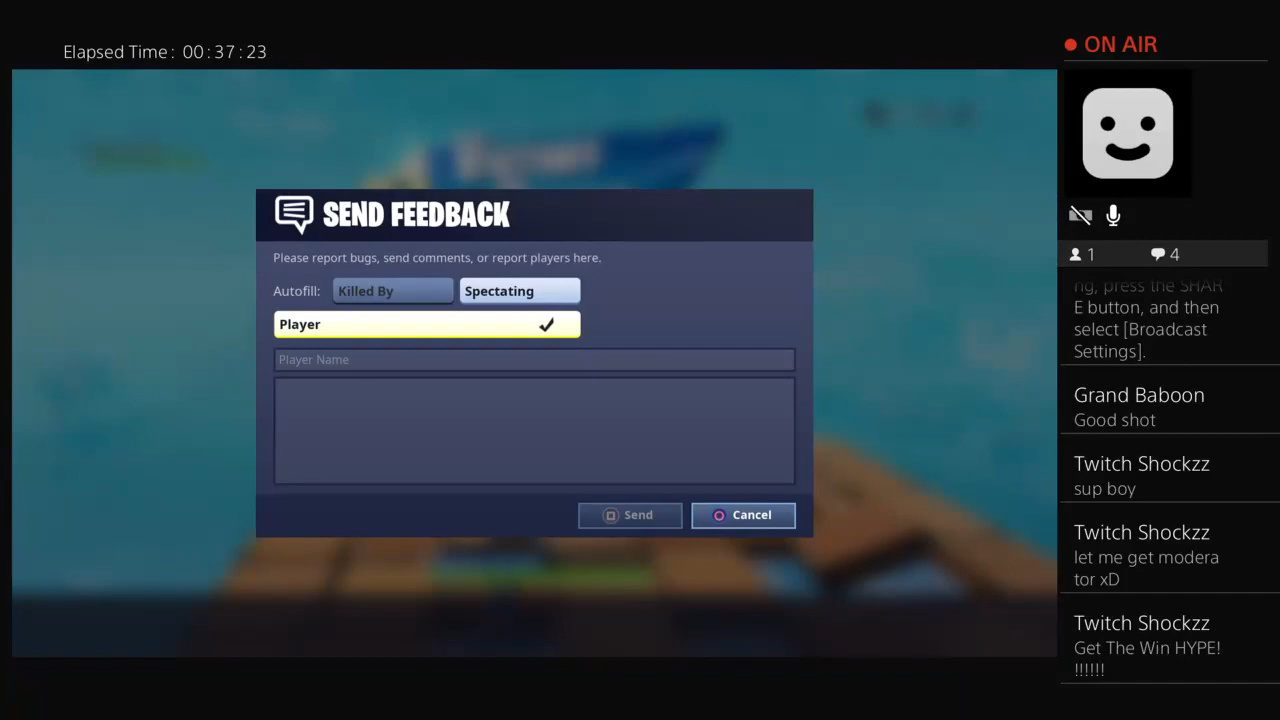 Elapsed Time: 00:37:23
ON AIR
SEND FEEDBACK
Please report bugs, send comments, or report players here.
Autofill: Killed By Spectating
Player
Player Name
Send Cancel
1 4
ng, press the SHAR
E button, and then
select [Broadcast
Settings].
Grand Baboon
Good shot
Twitch Shockzz
sup boy
Twitch Shockzz
let me get modera
tor xD
Twitch Shockzz
Get The Win HYPE!
!!!!!!